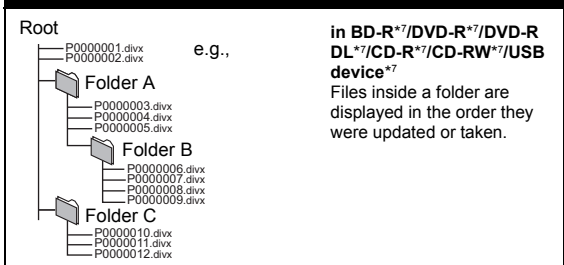 Root
P0000001.divx
P0000002.divx
e.g.,
Folder A
P0000003.divx
P0000004.divx
P0000005.divx
Folder B
P0000006.divx
P0000007.divx
P0000008.divx
P0000009.divx
Folder C
P0000010.divx
P0000011.divx
P0000012.divx
in BD-R*7/DVD-R*7/DVD-R
DL*7/CD-R*7/CD-RW*7/USB
device*7
Files inside a folder are
displayed in the order they
were updated or taken.